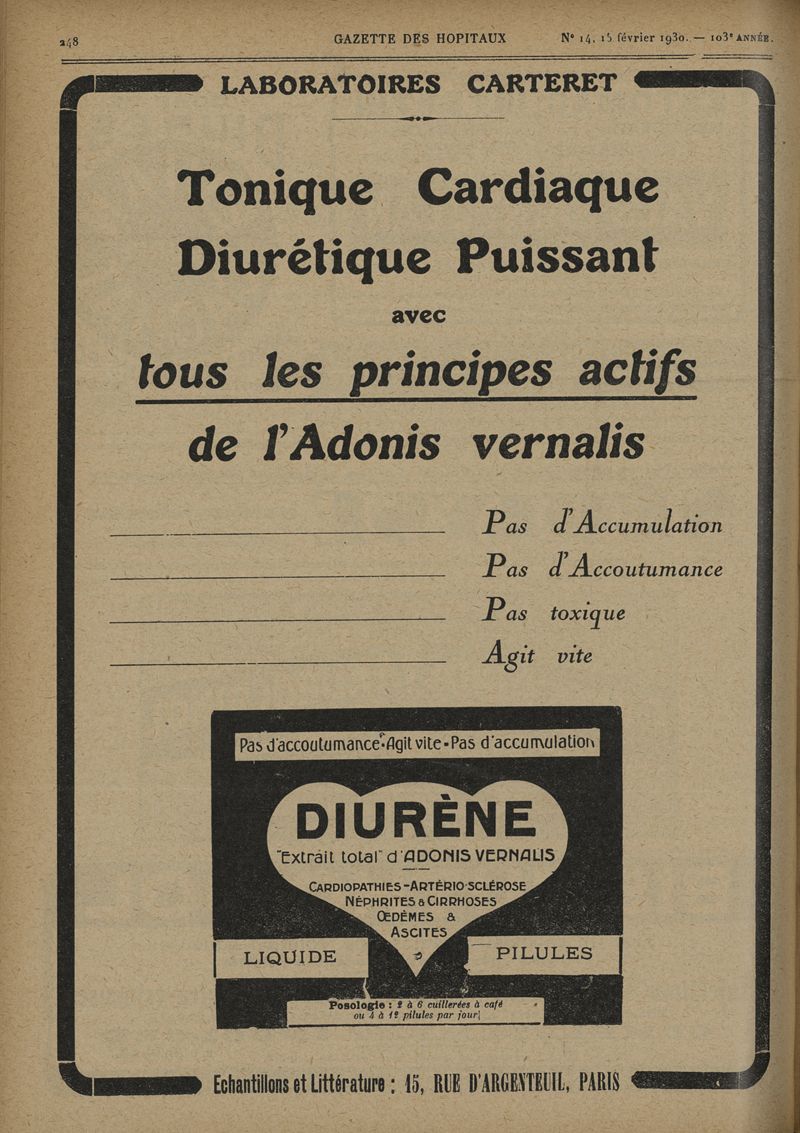 248
GAZETTE DES HOPITAUX
N° 14, 15 février 1930. — 103e ANNÉE.
LABORATOIRES CARTERET
Tonique Cardiaque
Diurétique Puissant
avec
tous les principes actifs
de l'Adonis vernalis
Pas d'Accumulation
Pas d'Accoutumance
Pas toxique
Agit vite
Pas d'accoutumance-Agit vite-Pas d'accumulation
DIURÈNE
"Extrait total" d'ADONIS VERNALIS
CARDIOPATHIES-ARTÉRIO-SCLÉROSE
NÉPHRITES & CIRRHOSES
ŒDÈMES &
ASCITES
LIQUIDE
PILULES
Posologie : 2 à 6 cuillerées à café
ou 4 à 12 pilules par jour
Echantillons et Littérature : 15, RUE D'ARGENTEUIL, PARIS